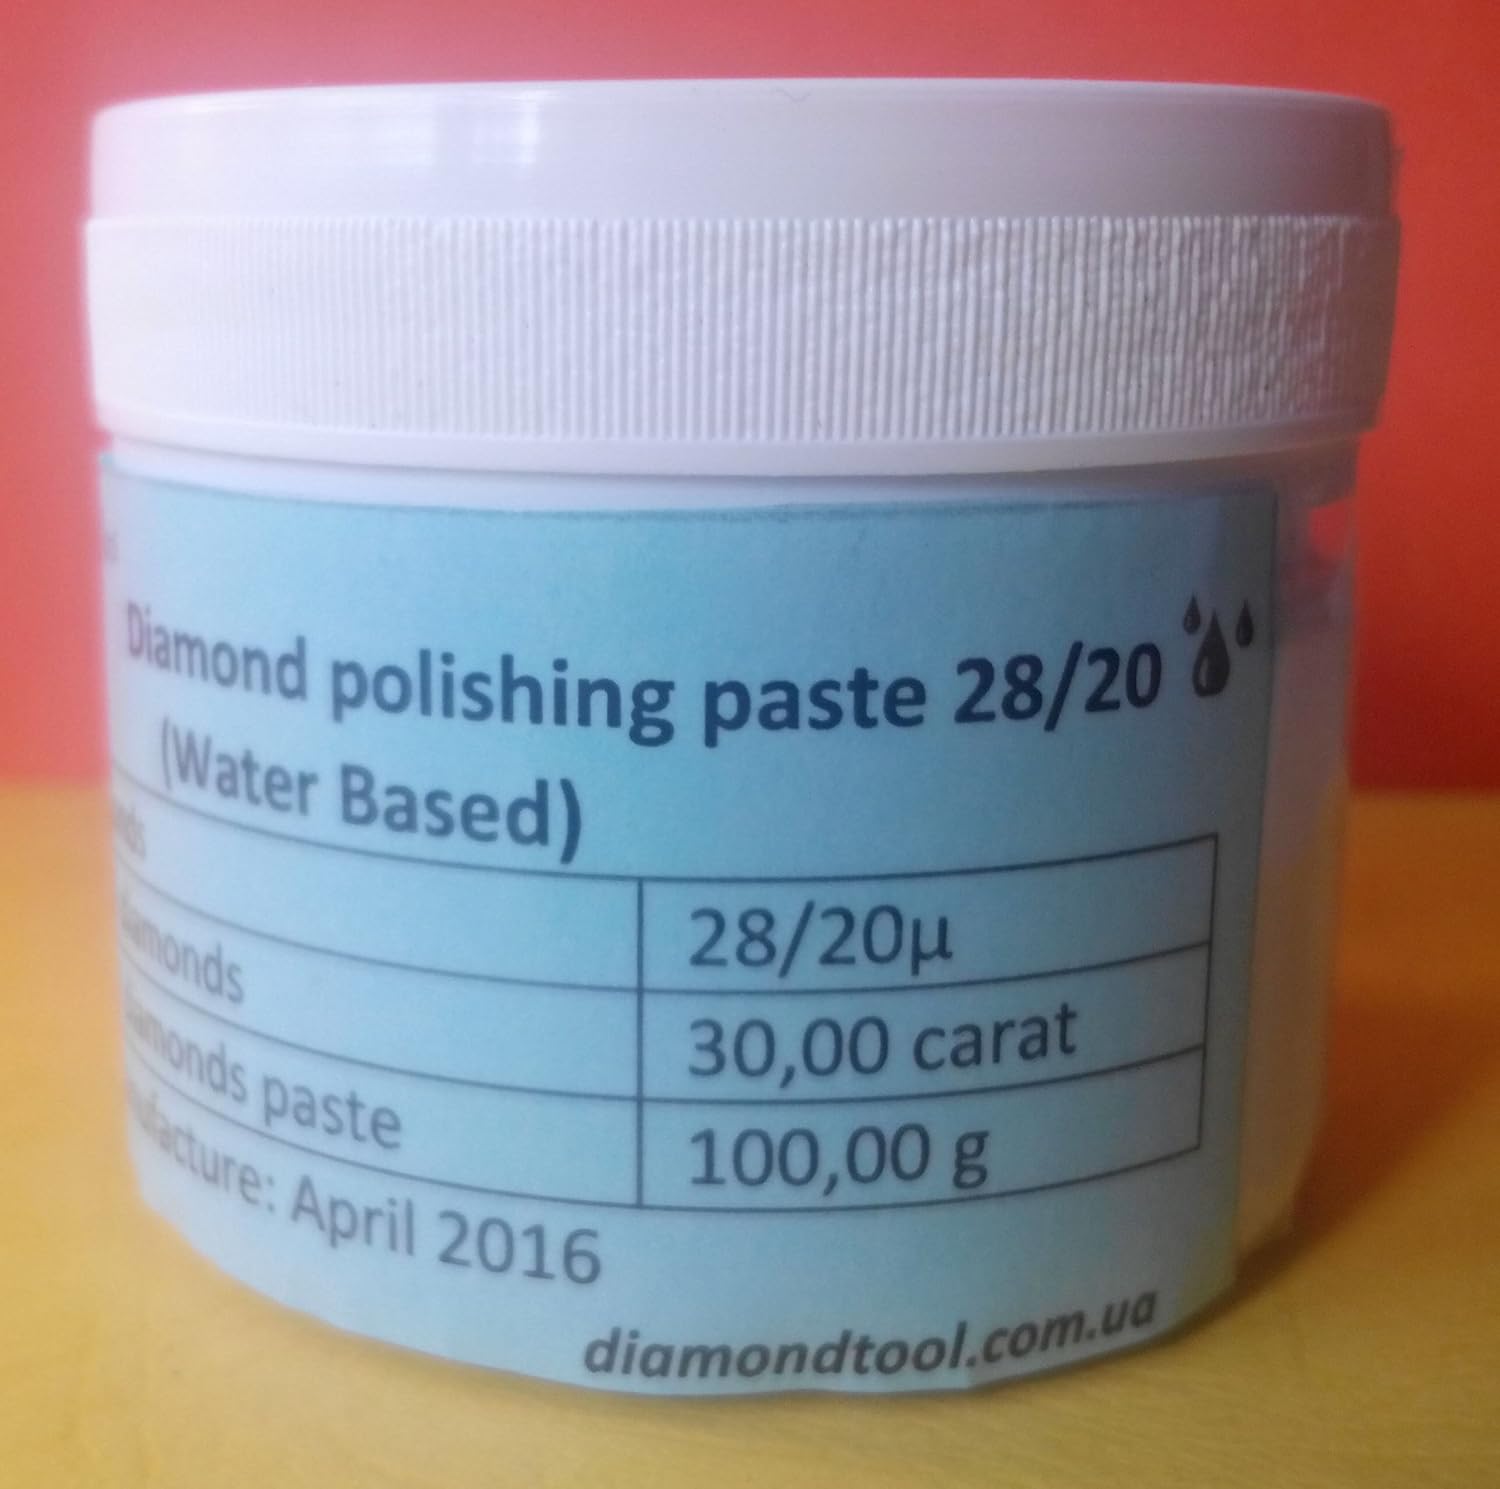 Diamond polishing paste 28/20
(Water Based)
28/20µ
30,00 carat
paste 100,00 g
April 2016
diamondtool.com.ua